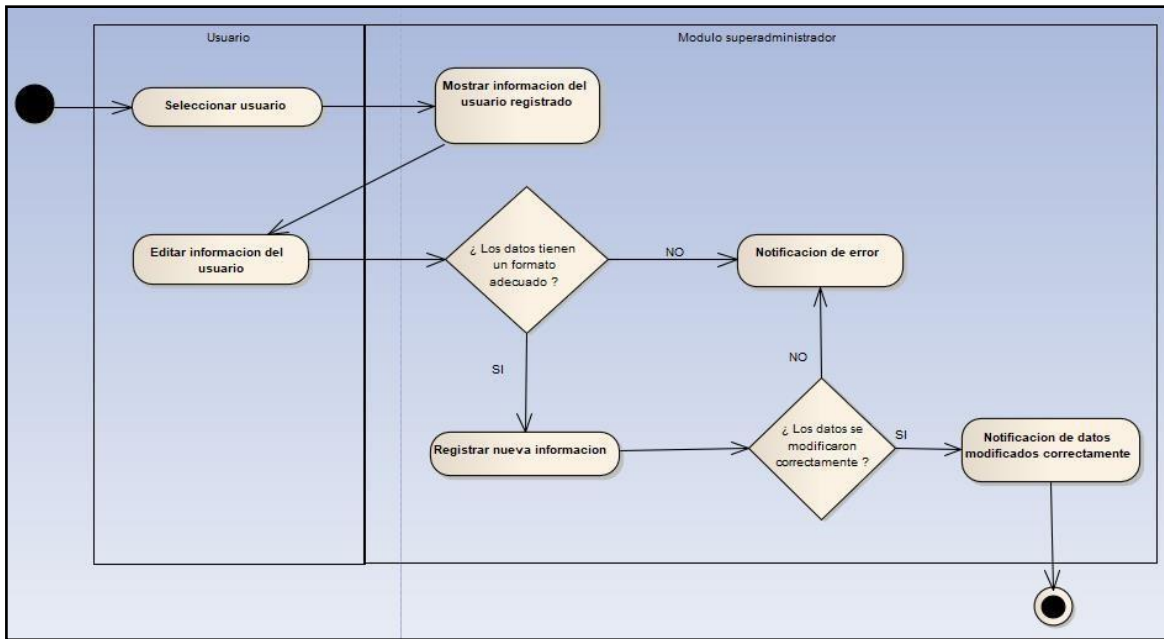 Usuario
Modulo superadministrador
Seleccionar usuario
Mostrar informacion del
usuario registrado
Editar informacion del
usuario
¿ Los datos tienen
un formato
adecuado ?
NO
Notificacion de error
SI
NO
Registrar nueva informacion
¿ Los datos se
modificaron
correctamente ?
SI
Notificacion de datos
modificados correctamente